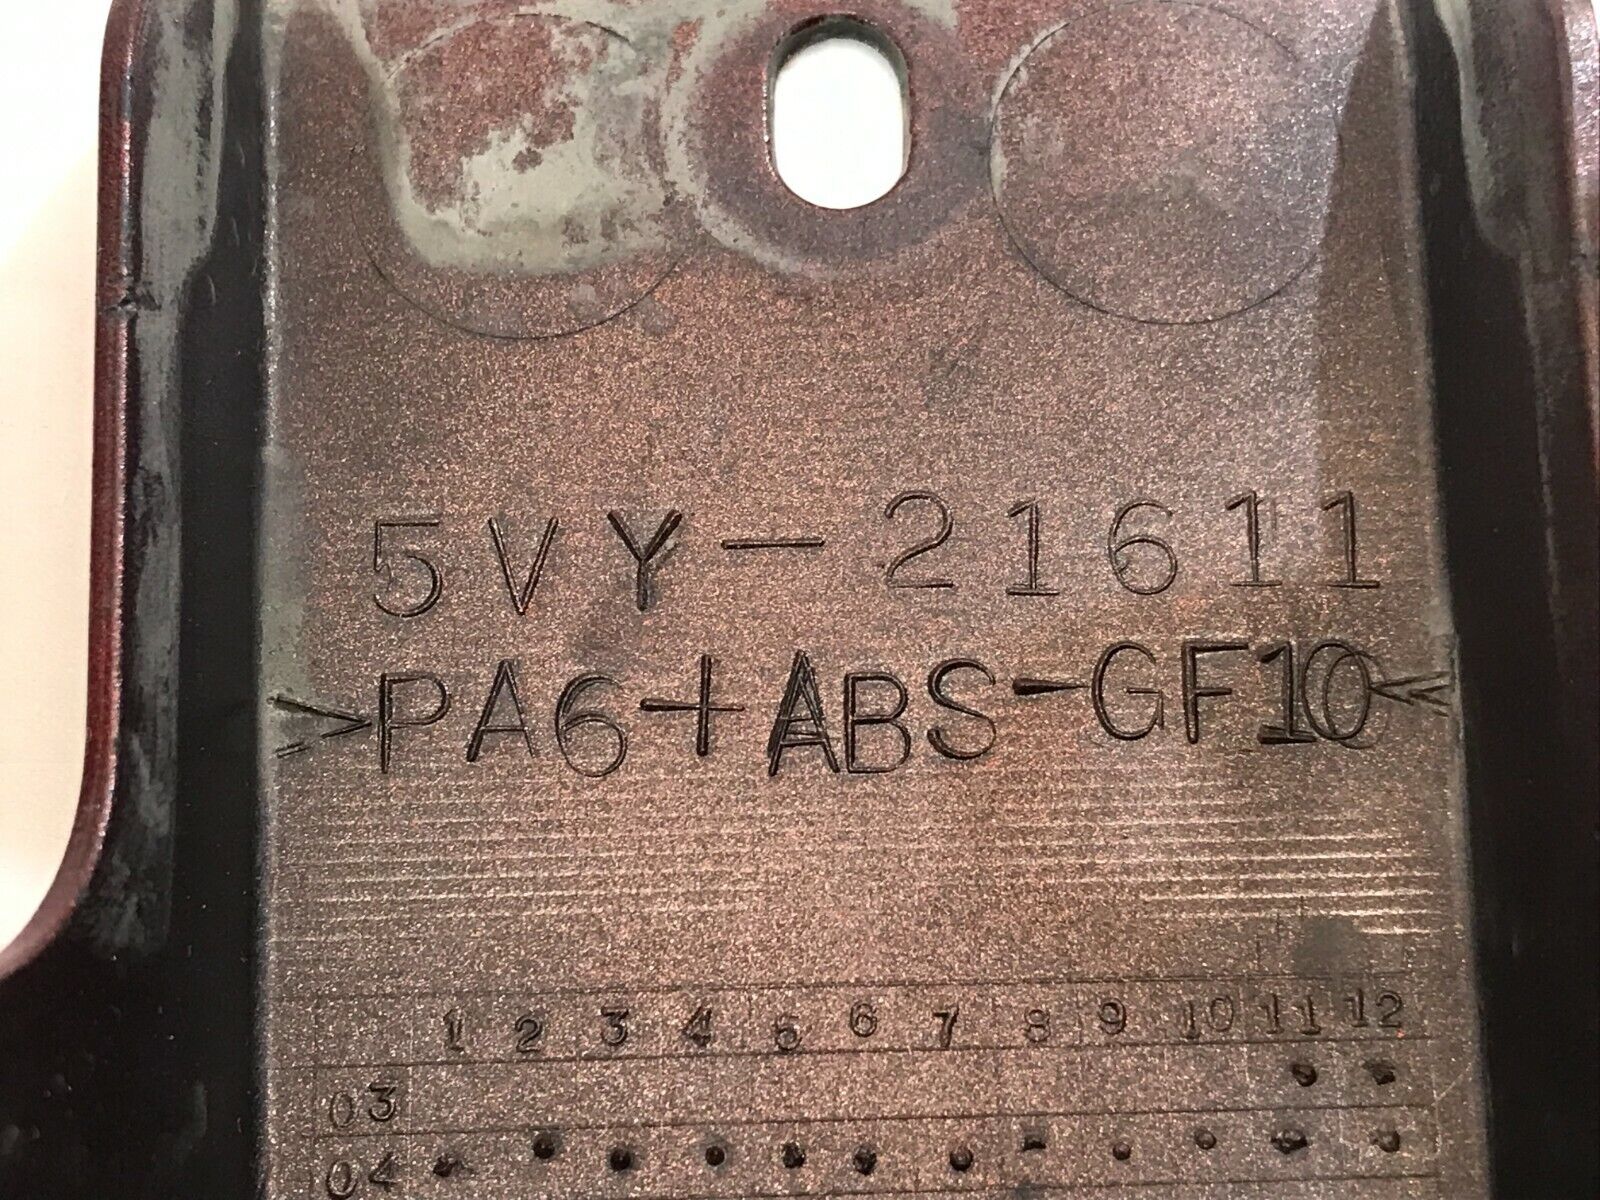 5VY-21611
>PA6+ABS-GF10<
1 2 3 4 5 6 7 8 9 10 11 12
03
04